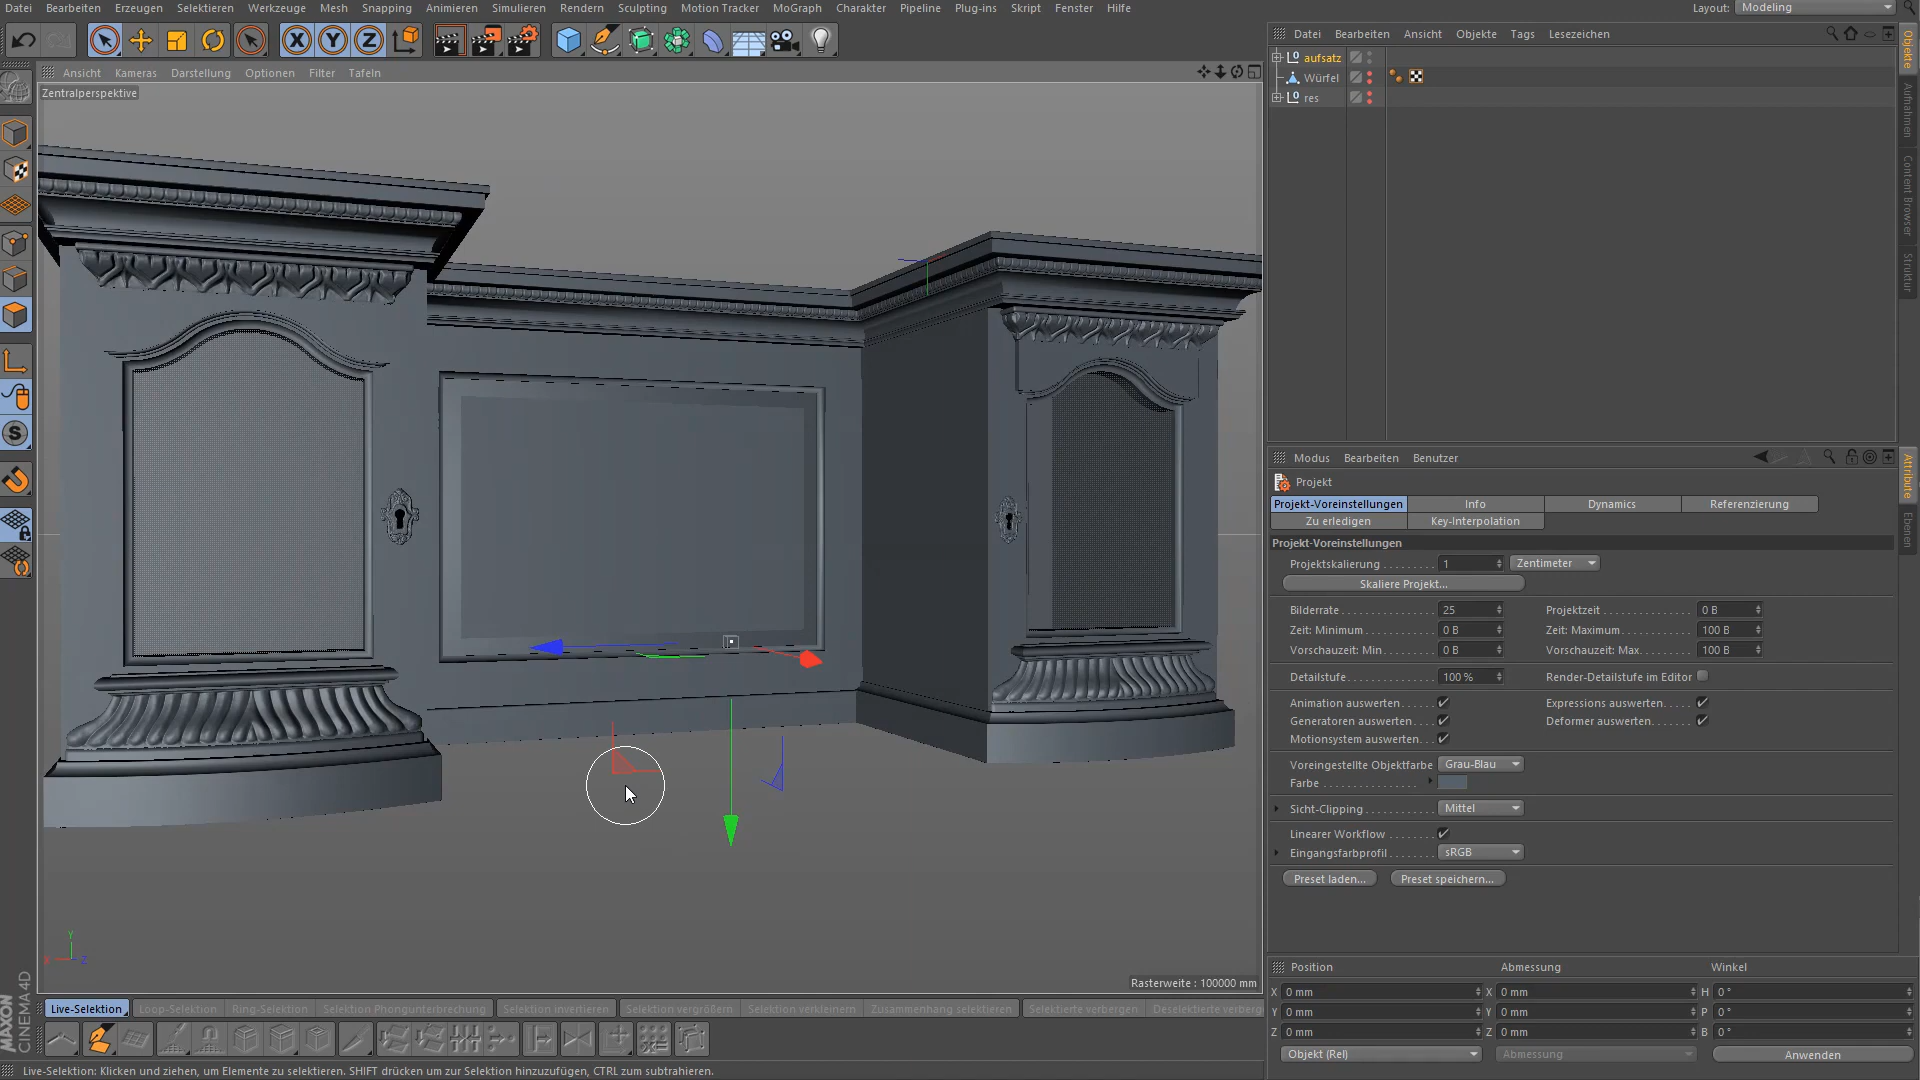 Datei Bearbeiten Erzeugen Selektieren Werkzeuge Mesh Snapping Animieren Simulieren Rendern Sculpting Motion Tracker MoGraph Charakter Pipeline Plug-ins Skript Fenster Hilfe Layout: Modeling
Ansicht Kameras Darstellung Optionen Filter Tafeln
Zentralperspektive
Datei Bearbeiten Ansicht Objekte Tags Lesezeichen
aufsatz
Würfel
res
Objekte
Aufnahmen
Content Browser
Struktur
Modus Bearbeiten Benutzer
Projekt
Projekt-Voreinstellungen Info Dynamics Referenzierung
Zu erledigen Key-Interpolation
Attribute
Ebenen
Projekt-Voreinstellungen
Projektskalierung 1 Zentimeter
Skaliere Projekt...
Bilderrate 25 Projektzeit 0 B
Zeit: Minimum 0 B Zeit: Maximum 100 B
Vorschauzeit: Min 0 B Vorschauzeit: Max. 100 B
Detailstufe 100 % Render-Detailstufe im Editor
Animation auswerten Expressions auswerten
Generatoren auswerten Deformer auswerten
Motionsystem auswerten
Voreingestellte Objektfarbe Grau-Blau
Farbe
Sicht-Clipping Mittel
Linearer Workflow
Eingangsfarbprofil sRGB
Preset laden... Preset speichern...
Y
X Z
Rasterweite : 100000 mm
Position Abmessung Winkel
X 0 mm X 0 mm H 0 °
Y 0 mm Y 0 mm P 0 °
Z 0 mm Z 0 mm B 0 °
Objekt (Rel) Abmessung Anwenden
Live-Selektion Loop-Selektion Ring-Selektion Selektion Phongunterbrechung Selektion invertieren Selektion vergrößern Selektion verkleinern Zusammenhang selektieren Selektierte verbergen Deselektierte verberg
MAXON
CINEMA 4D
Live-Selektion: Klicken und ziehen, um Elemente zu selektieren. SHIFT drücken um zur Selektion hinzuzufügen, CTRL zum subtrahieren.